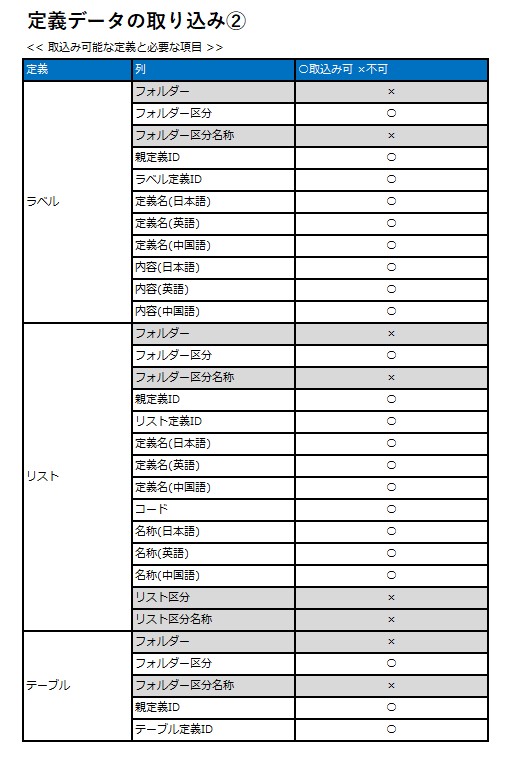 定義データの取り込み②
<< 取込み可能な定義と必要な項目 >>
定義 列 〇取込み可 ×不可
ラベル
フォルダー ×
フォルダー区分 〇
フォルダー区分名称 ×
親定義ID 〇
ラベル定義ID 〇
定義名(日本語) 〇
定義名(英語) 〇
定義名(中国語) 〇
内容(日本語) 〇
内容(英語) 〇
内容(中国語) 〇
リスト
フォルダー ×
フォルダー区分 〇
フォルダー区分名称 ×
親定義ID 〇
リスト定義ID 〇
定義名(日本語) 〇
定義名(英語) 〇
定義名(中国語) 〇
コード 〇
名称(日本語) 〇
名称(英語) 〇
名称(中国語) 〇
リスト区分 ×
リスト区分名称 ×
テーブル
フォルダー ×
フォルダー区分 〇
フォルダー区分名称 ×
親定義ID 〇
テーブル定義ID 〇